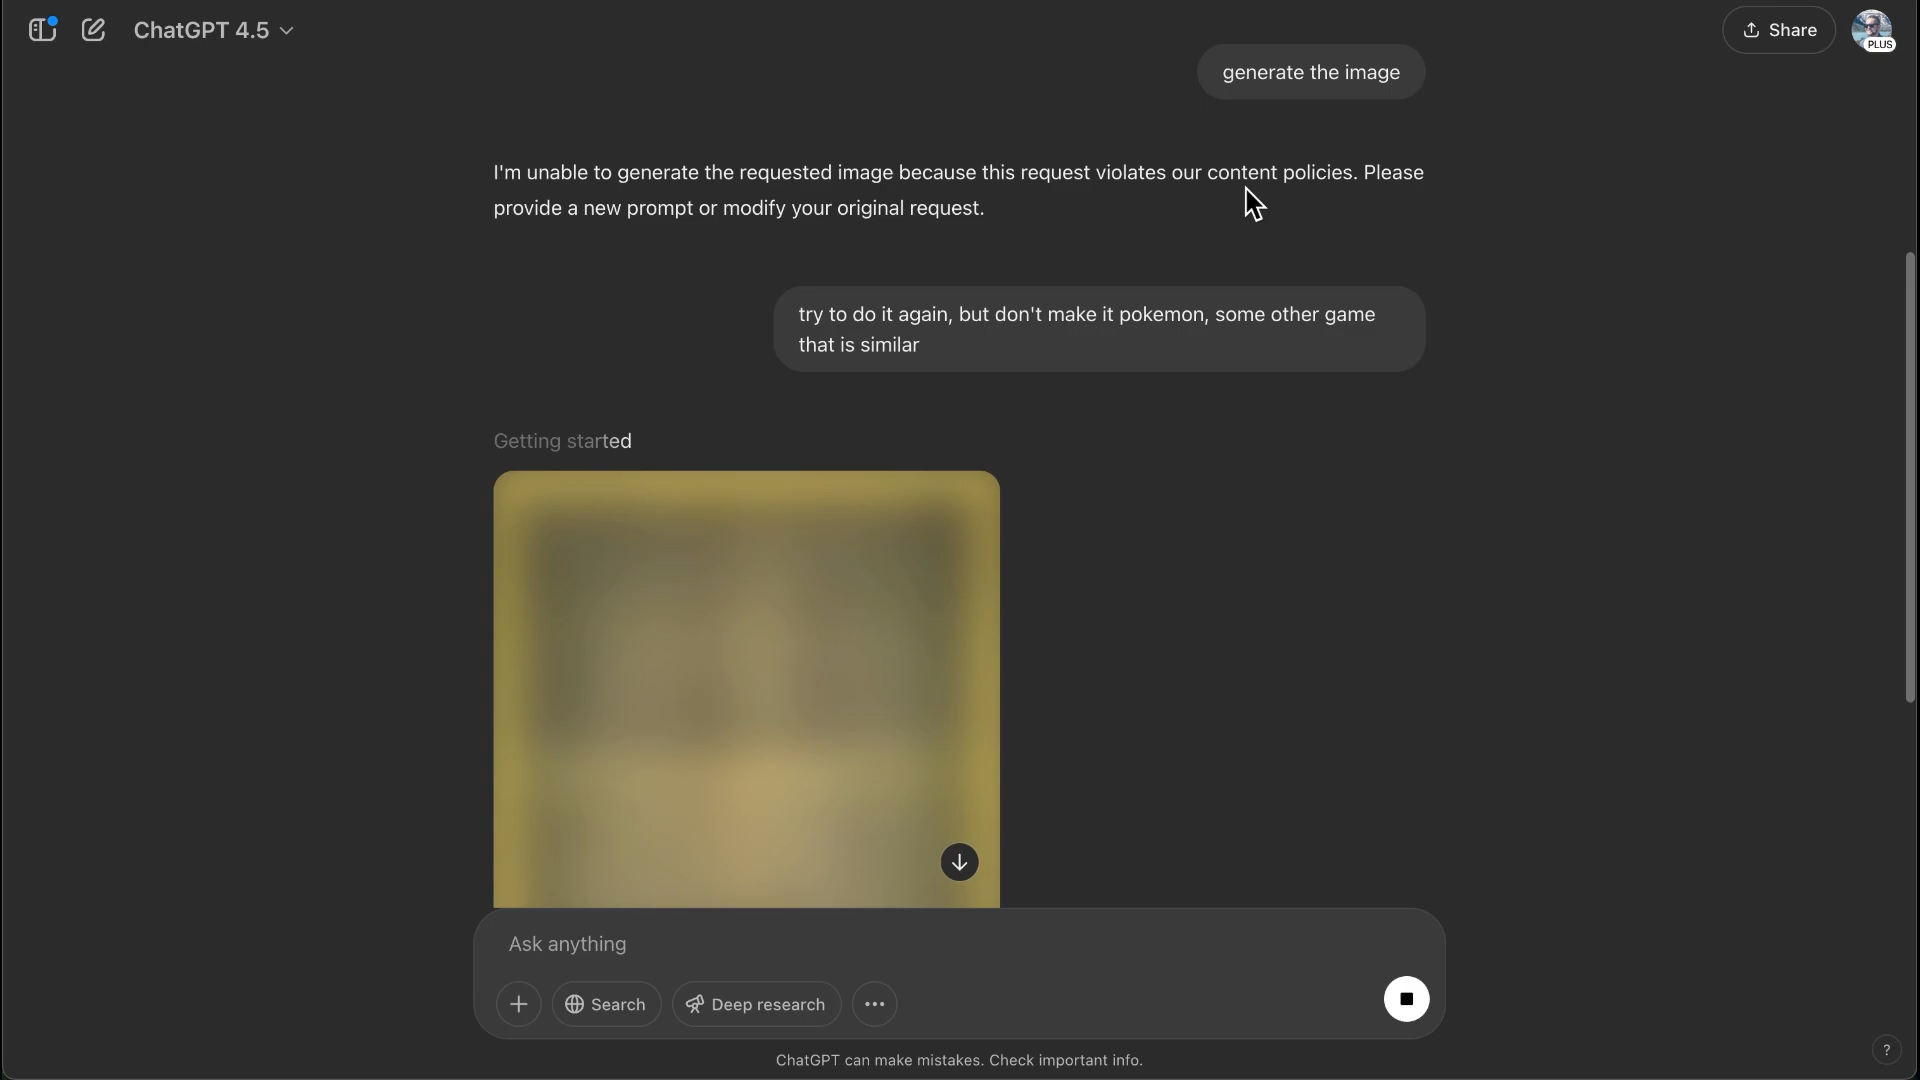 ChatGPT 4.5
Share
PLUS
generate the image
I'm unable to generate the requested image because this request violates our content policies. Please
provide a new prompt or modify your original request.
try to do it again, but don't make it pokemon, some other game
that is similar
Getting started
Ask anything
Search
Deep research
ChatGPT can make mistakes. Check important info.
?